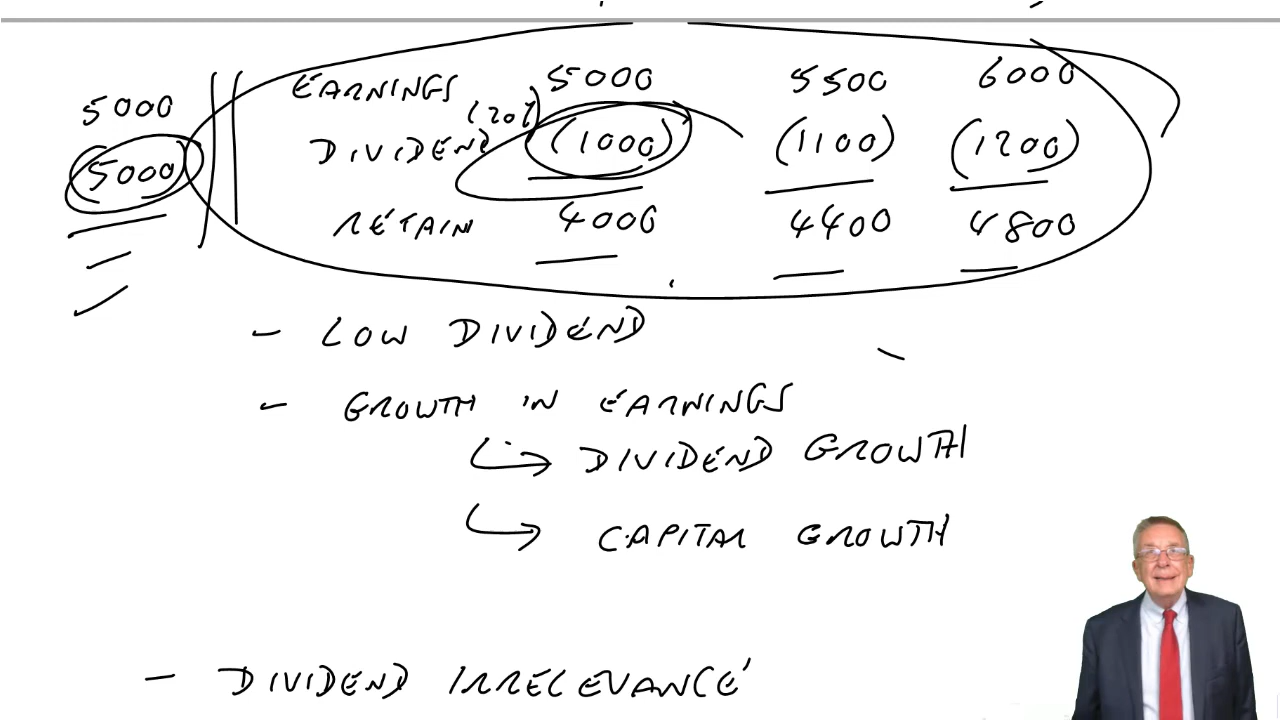 EARNINGS 5000 5500 6000
5000
(20%)
DIVIDEND (1000) (1100) (1200)
(5000)
RETAIN 4000 4400 4800
- LOW DIVIDEND
- GROWTH IN EARNINGS
→ DIVIDEND GROWTH
→ CAPITAL GROWTH
- DIVIDEND IRRELEVANCE